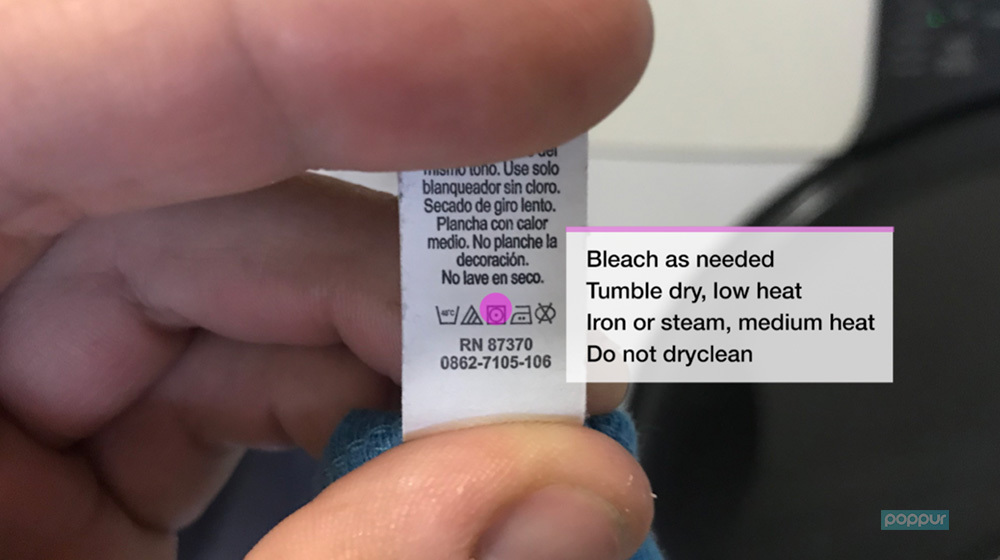 del
mismo tono. Use solo
blanqueador sin cloro.
Secado de giro lento.
Plancha con calor
medio. No planche la
decoración.
No lave en seco.
40°C
RN 87370
0862-7105-106
Bleach as needed
Tumble dry, low heat
Iron or steam, medium heat
Do not dryclean
poppur